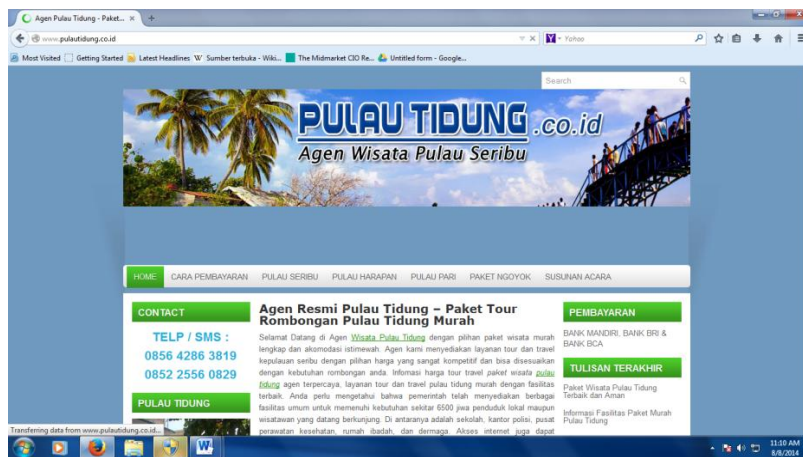 Agen Pulau Tidung - Paket...
www.pulautidung.co.id
Yahoo
Most Visited
Getting Started
Latest Headlines
W Sumber terbuka - Wiki...
The Midmarket CIO Re...
Untitled form - Google...
Search
PULAU TIDUNG .co.id
Agen Wisata Pulau Seribu
HOME
CARA PEMBAYARAN
PULAU SERIBU
PULAU HARAPAN
PULAU PARI
PAKET NGOYOK
SUSUNAN ACARA
CONTACT
TELP / SMS :
0856 4286 3819
0852 2556 0829
PULAU TIDUNG
Agen Resmi Pulau Tidung – Paket Tour
Rombongan Pulau Tidung Murah
Selamat Datang di Agen Wisata Pulau Tidung dengan pilihan paket wisata murah
lengkap dan akomodasi istimewah. Agen kami menyediakan layanan tour dan travel
kepulauan seribu dengan pilihan harga yang sangat kompetitif dan bisa disesuaikan
dengan kebutuhan rombongan anda. Infomasi harga tour travel paket wisata pulau
tidung agen terpercaya, layanan tour dan travel pulau tidung murah dengan fasilitas
terbaik. Anda perlu mengetahui bahwa pemerintah telah menyediakan berbagai
fasilitas umum untuk memenuhi kebutuhan sekitar 6500 jiwa penduduk lokal maupun
wisatawan yang datang berkunjung. Di antaranya adalah sekolah, kantor polisi, pusat
perawatan kesehatan, rumah ibadah, dan dermaga. Akses internet juga dapat
PEMBAYARAN
BANK MANDIRI, BANK BRI &
BANK BCA
TULISAN TERAKHIR
Paket Wisata Pulau Tidung
Terbaik dan Aman
Informasi Fasilitas Paket Murah
Pulau Tidung
Transferring data from www.pulautidung.co.id...
11:10 AM
8/8/2014